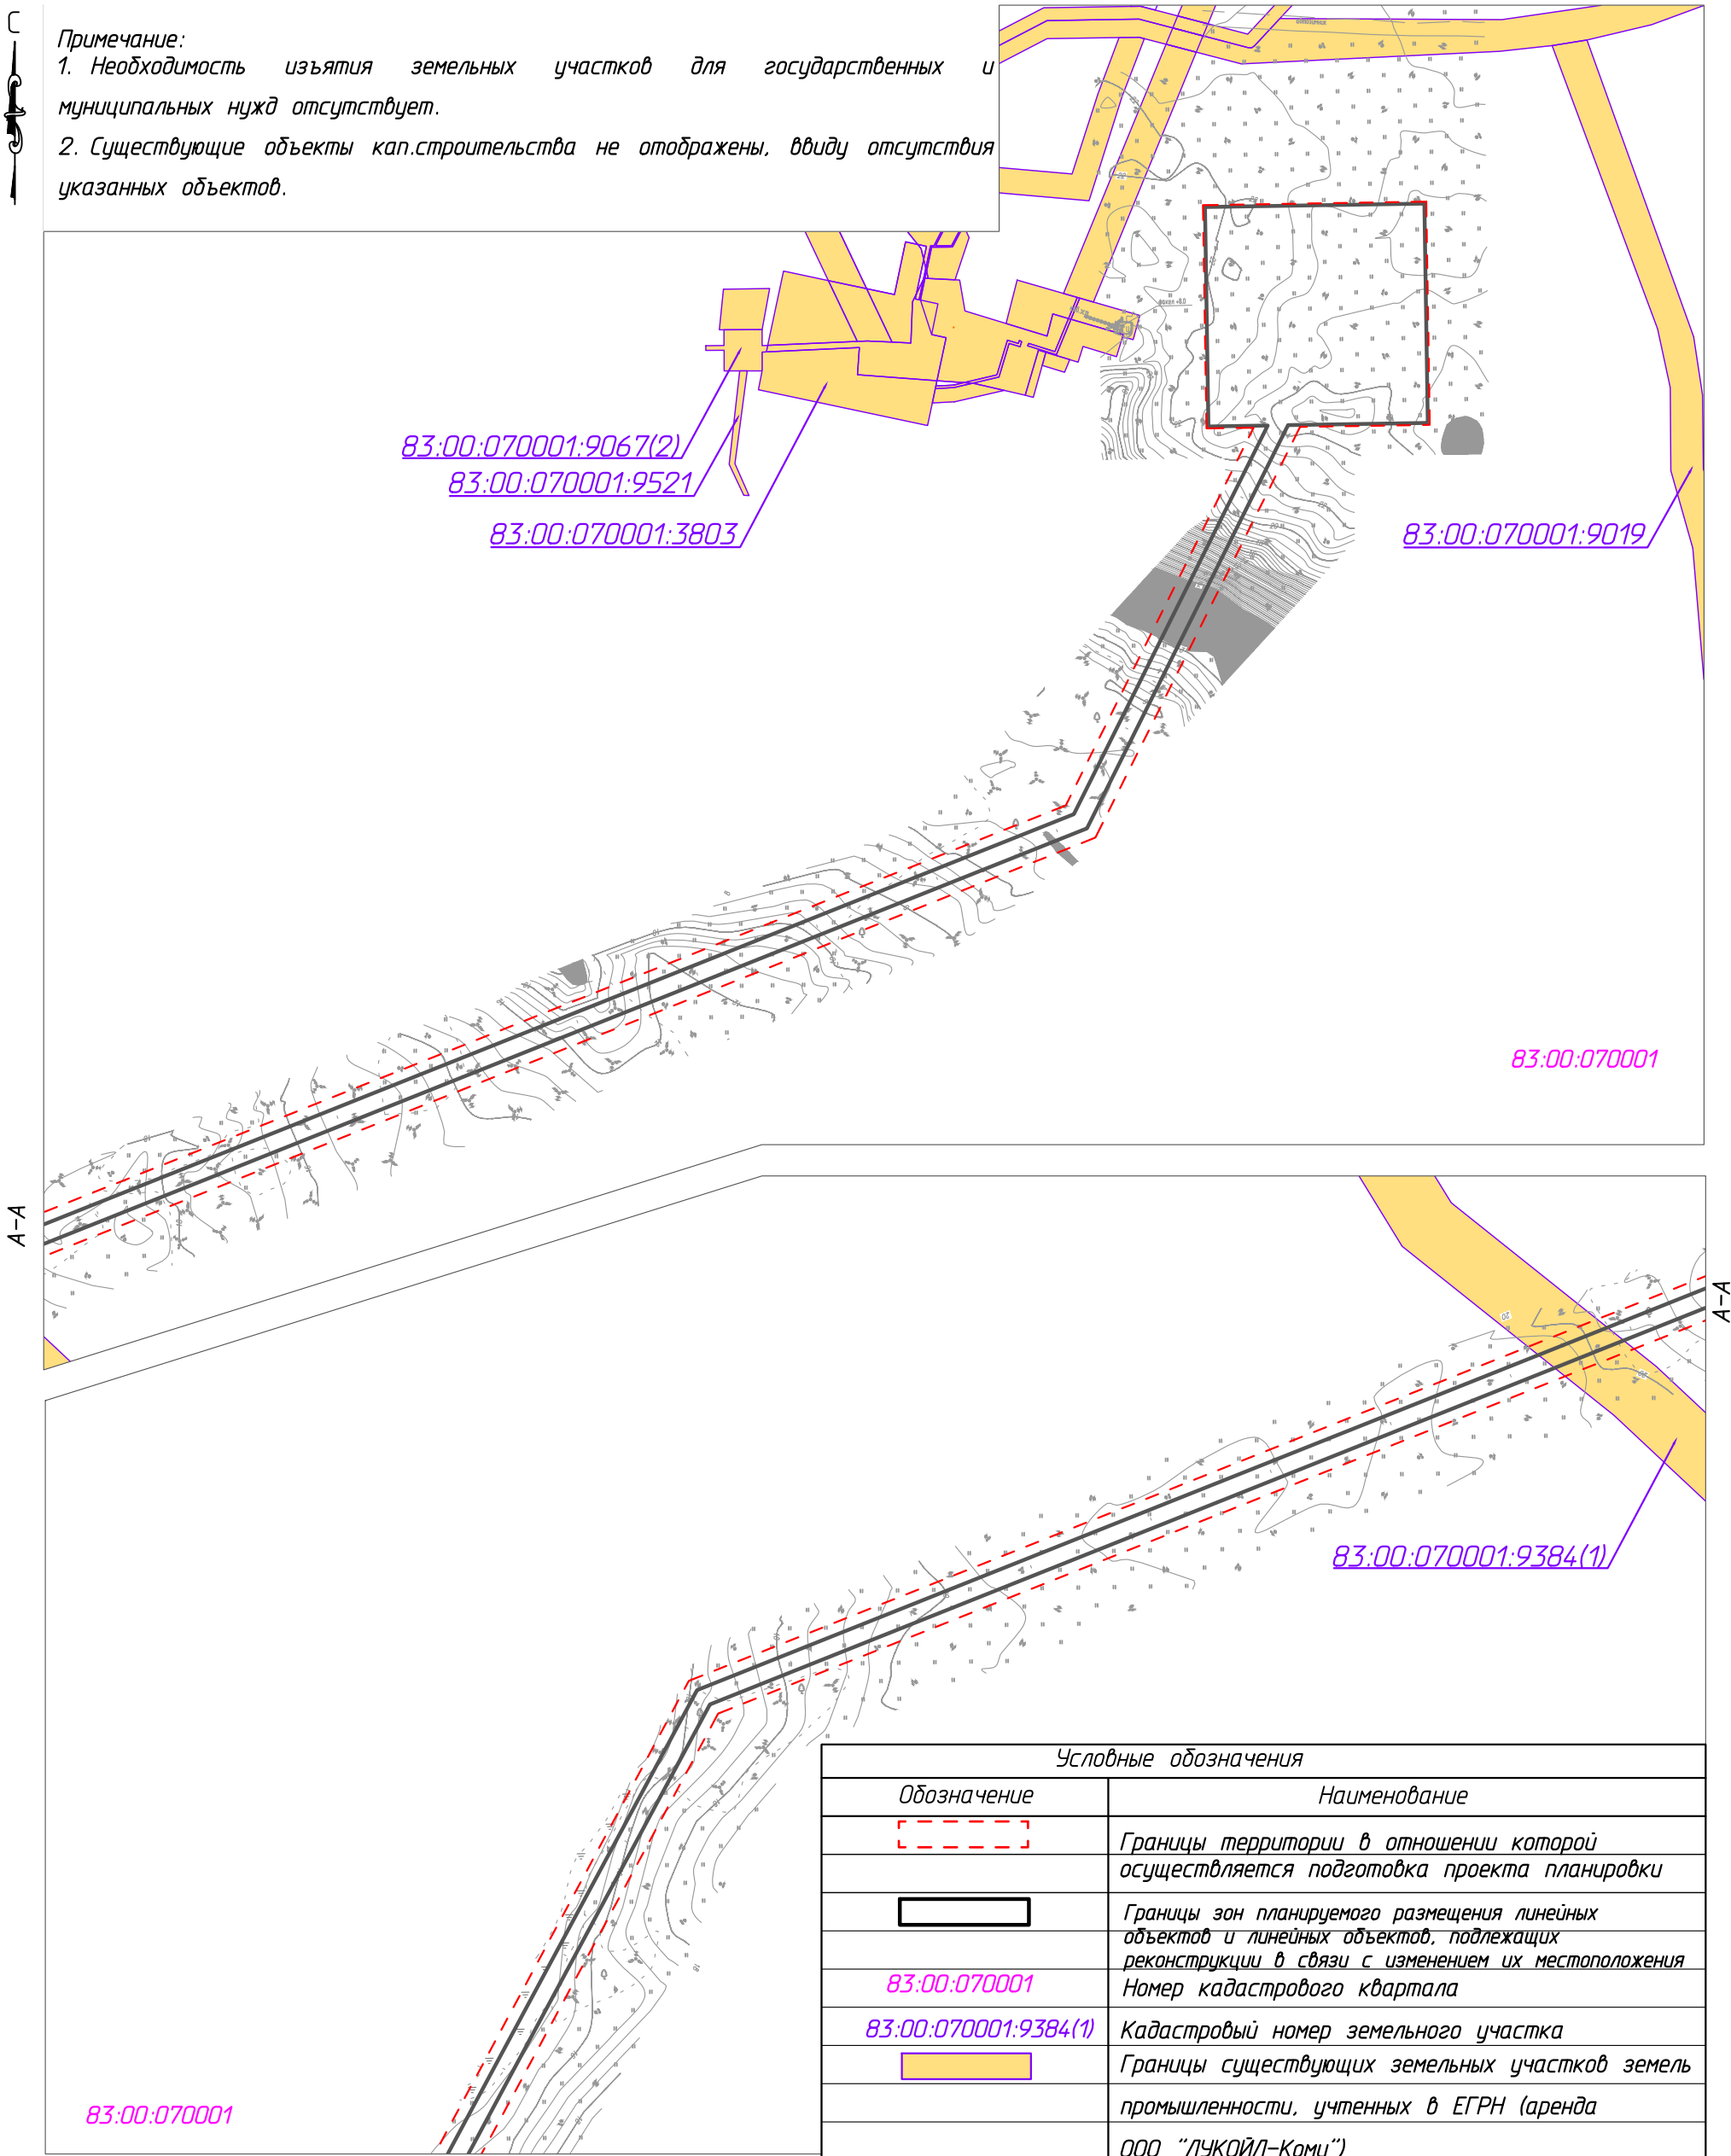 С
Примечание:
1. Необходимость изъятия земельных участков для государственных и
муниципальных нужд отсутствует.
2. Существующие объекты кап.строительства не отображены, ввиду отсутствия
указанных объектов.
83:00:070001:9067(2)
83:00:070001:9521
83:00:070001:3803
83:00:070001:9019
83:00:070001
А-А
А-А
83:00:070001:9384(1)
83:00:070001
Условные обозначения
Обозначение Наименование
Границы территории в отношении которой
осуществляется подготовка проекта планировки
Границы зон планируемого размещения линейных
объектов и линейных объектов, подлежащих
реконструкции в связи с изменением их местоположения
83:00:070001 Номер кадастрового квартала
83:00:070001:9384(1) Кадастровый номер земельного участка
Границы существующих земельных участков земель
промышленности, учтенных в ЕГРН (аренда
ООО "ЛУКОЙЛ-Коми")